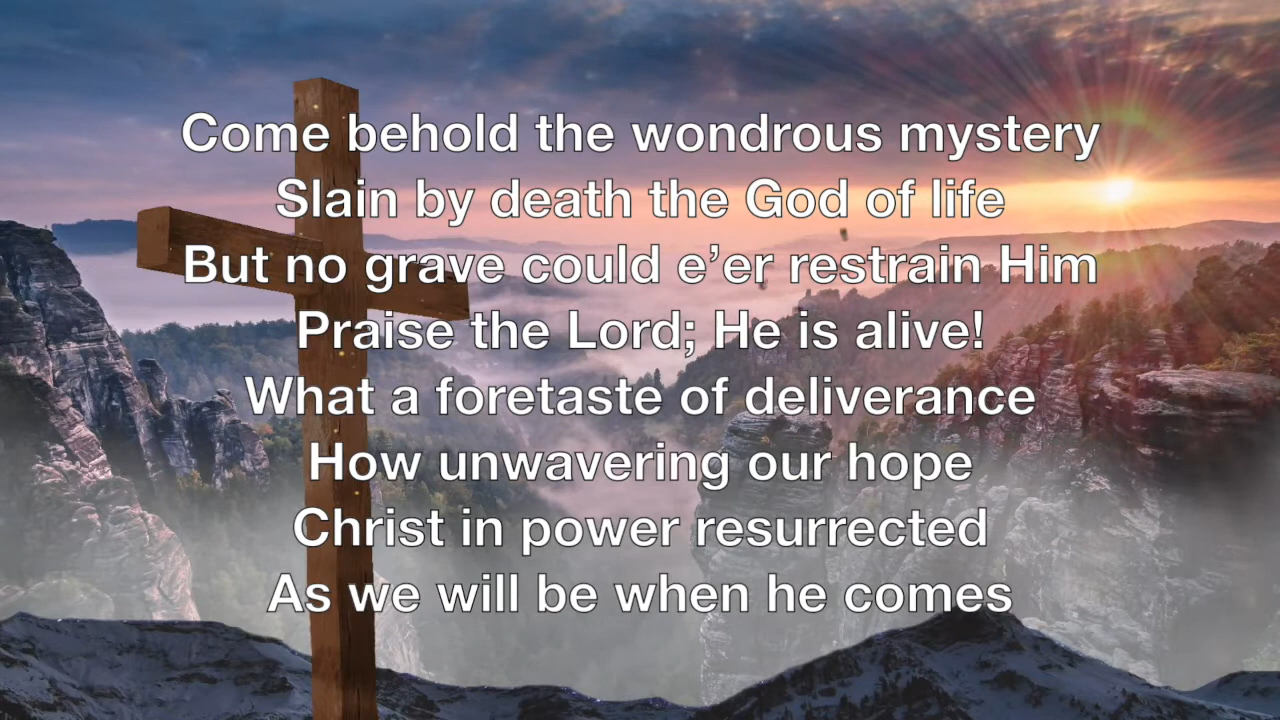 Come behold the wondrous mystery
Slain by death the God of life
But no grave could e’er restrain Him
Praise the Lord; He is alive!
What a foretaste of deliverance
How unwavering our hope
Christ in power resurrected
As we will be when he comes